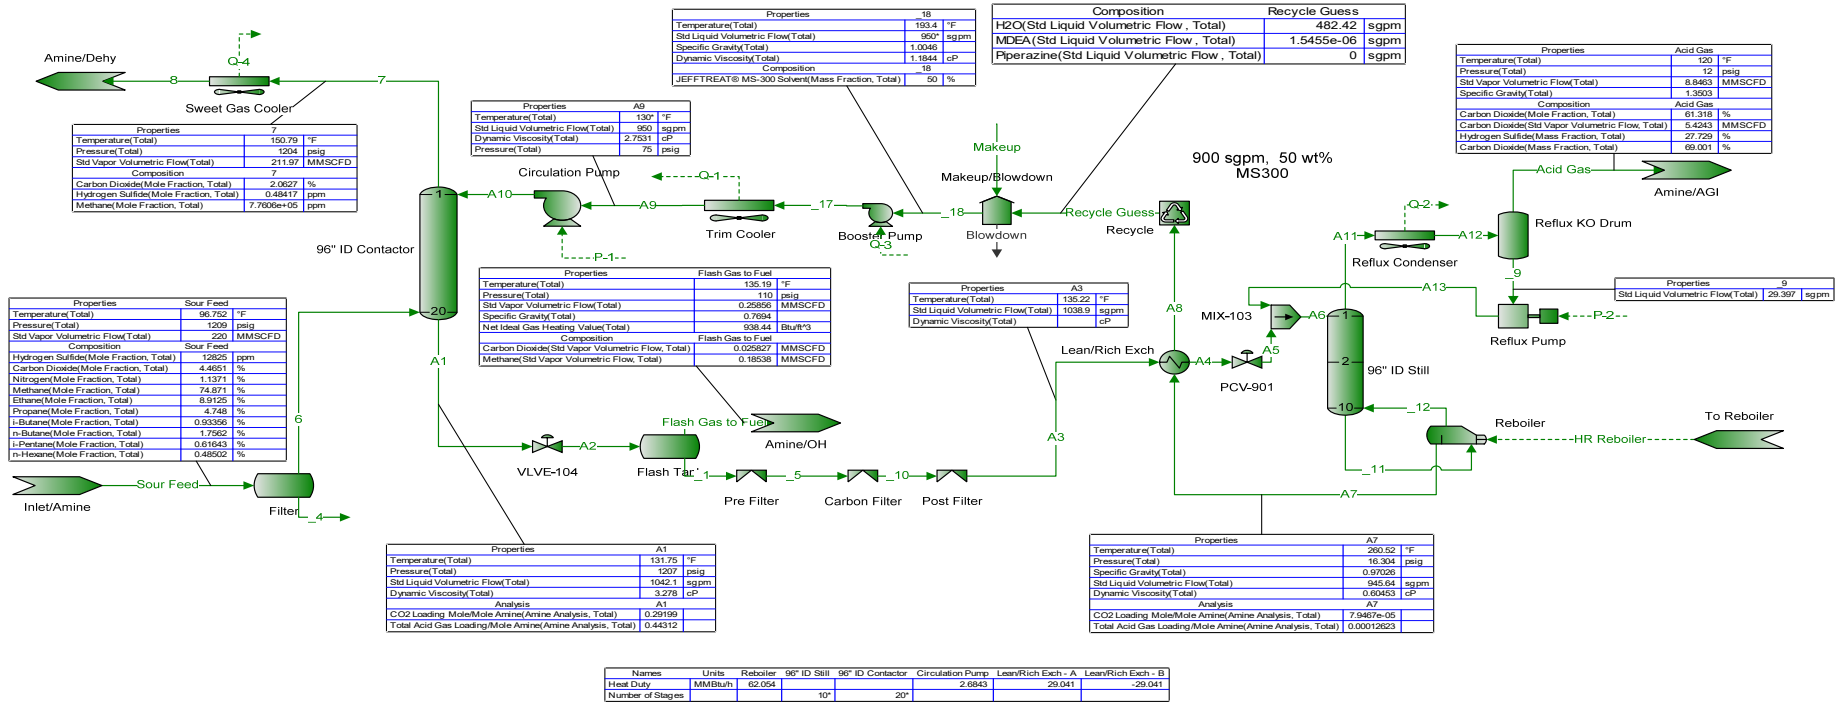 Properties _18
Temperature(Total) 193.4 °F
Std Liquid Volumetric Flow(Total) 950* sgpm
Specific Gravity(Total) 1.0046
Dynamic Viscosity(Total) 1.1844 cP
Composition _18
JEFFTREAT® MS-300 Solvent(Mass Fraction, Total) 50 %
Composition Recycle Guess
H2O(Std Liquid Volumetric Flow , Total) 482.42 sgpm
MDEA(Std Liquid Volumetric Flow , Total) 1.5455e-06 sgpm
Piperazine(Std Liquid Volumetric Flow , Total) 0 sgpm
Properties Acid Gas
Temperature(Total) 120 °F
Pressure(Total) 12 psig
Std Vapor Volumetric Flow(Total) 8.8463 MMSCFD
Specific Gravity(Total) 1.3503
Composition Acid Gas
Carbon Dioxide(Mole Fraction, Total) 61.318 %
Carbon Dioxide(Std Vapor Volumetric Flow, Total) 5.4243 MMSCFD
Hydrogen Sulfide(Mass Fraction, Total) 27.729 %
Carbon Dioxide(Mass Fraction, Total) 69.001 %
Amine/Dehy
8
Q-4
7
Sweet Gas Cooler
Properties 7
Temperature(Total) 150.79 °F
Pressure(Total) 1204 psig
Std Vapor Volumetric Flow(Total) 211.97 MMSCFD
Composition 7
Carbon Dioxide(Mole Fraction, Total) 2.0627 %
Hydrogen Sulfide(Mole Fraction, Total) 0.48417 ppm
Methane(Mole Fraction, Total) 7.7606e+05 ppm
Properties A9
Temperature(Total) 130* °F
Std Liquid Volumetric Flow(Total) 950 sgpm
Dynamic Viscosity(Total) 2.7531 cP
Pressure(Total) 75 psig
Circulation Pump
Q-1
Makeup
Makeup/Blowdown
900 sgpm, 50 wt%
MS300
Acid Gas
Amine/AGI
1
A10
A9
_17
_18
Recycle Guess
Trim Cooler
Booster Pump
Q-3
Blowdown
Recycle
P-1
96" ID Contactor
20
Q-2
A11
A12
Reflux KO Drum
Reflux Condenser
_9
Properties _9
Std Liquid Volumetric Flow(Total) 29.397 sgpm
A13
P-2
Reflux Pump
MIX-103
A6
A5
A8
1
2
10
96" ID Still
Lean/Rich Exch
A4
PCV-901
_12
Reboiler
To Reboiler
HR Reboiler
_11
A7
Properties Flash Gas to Fuel
Temperature(Total) 135.19 °F
Pressure(Total) 110 psig
Std Vapor Volumetric Flow(Total) 0.25856 MMSCFD
Specific Gravity(Total) 0.7694
Net Ideal Gas Heating Value(Total) 938.44 Btu/ft^3
Composition Flash Gas to Fuel
Carbon Dioxide(Std Vapor Volumetric Flow, Total) 0.025827 MMSCFD
Methane(Std Vapor Volumetric Flow, Total) 0.18538 MMSCFD
Properties A3
Temperature(Total) 135.22 °F
Std Liquid Volumetric Flow(Total) 1038.9 sgpm
Dynamic Viscosity(Total) cP
Properties Sour Feed
Temperature(Total) 96.752 °F
Pressure(Total) 1209 psig
Std Vapor Volumetric Flow(Total) 220 MMSCFD
Composition Sour Feed
Hydrogen Sulfide(Mole Fraction, Total) 12825 ppm
Carbon Dioxide(Mole Fraction, Total) 4.4651 %
Nitrogen(Mole Fraction, Total) 1.1371 %
Methane(Mole Fraction, Total) 74.871 %
Ethane(Mole Fraction, Total) 8.9125 %
Propane(Mole Fraction, Total) 4.748 %
i-Butane(Mole Fraction, Total) 0.93356 %
n-Butane(Mole Fraction, Total) 1.7562 %
i-Pentane(Mole Fraction, Total) 0.61643 %
n-Hexane(Mole Fraction, Total) 0.48502 %
6
A1
Sour Feed
Inlet/Amine
Filter
_4
VLVE-104
A2
Flash Gas to Fuel
Amine/OH
_1
Pre Filter
_5
Carbon Filter
_10
Post Filter
A3
Properties A1
Temperature(Total) 131.75 °F
Pressure(Total) 1207 psig
Std Liquid Volumetric Flow(Total) 1042.1 sgpm
Dynamic Viscosity(Total) 3.278 cP
Analysis A1
CO2 Loading Mole/Mole Amine(Amine Analysis, Total) 0.29199
Total Acid Gas Loading/Mole Amine(Amine Analysis, Total) 0.44312
Properties A7
Temperature(Total) 260.52 °F
Pressure(Total) 16.304 psig
Specific Gravity(Total) 0.97026
Std Liquid Volumetric Flow(Total) 945.64 sgpm
Dynamic Viscosity(Total) 0.60453 cP
Analysis A7
CO2 Loading Mole/Mole Amine(Amine Analysis, Total) 7.9467e-05
Total Acid Gas Loading/Mole Amine(Amine Analysis, Total) 0.00012623
Names Units Reboiler 96" ID Still 96" ID Contactor Circulation Pump Lean/Rich Exch - A Lean/Rich Exch - B
Heat Duty MMBtu/h 62.054 2.6843 29.041 -29.041
Number of Stages 10* 20*